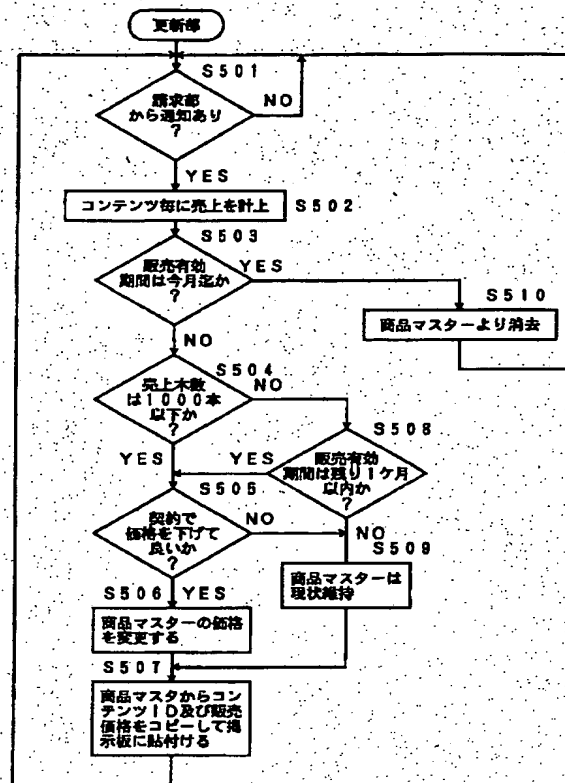 更新部
S501
請求部
から通知あり
?
NO
YES
コンテンツ毎に売上を計上
S502
S503
販売有効
期間は今月迄か
?
YES
S510
商品マスターより消去
NO
S504
売上本数
は1000本
以下か
?
NO
YES
S508
販売有効
期間は残り1ケ月
以内か
?
YES
S505
契約で
価格を下げて
良いか
?
NO
NO
S509
商品マスターは
現状維持
S506
YES
商品マスターの価格
を変更する
S507
商品マスタからコン
テンツID及び販売
価格をコピーして掲
示板に貼付ける